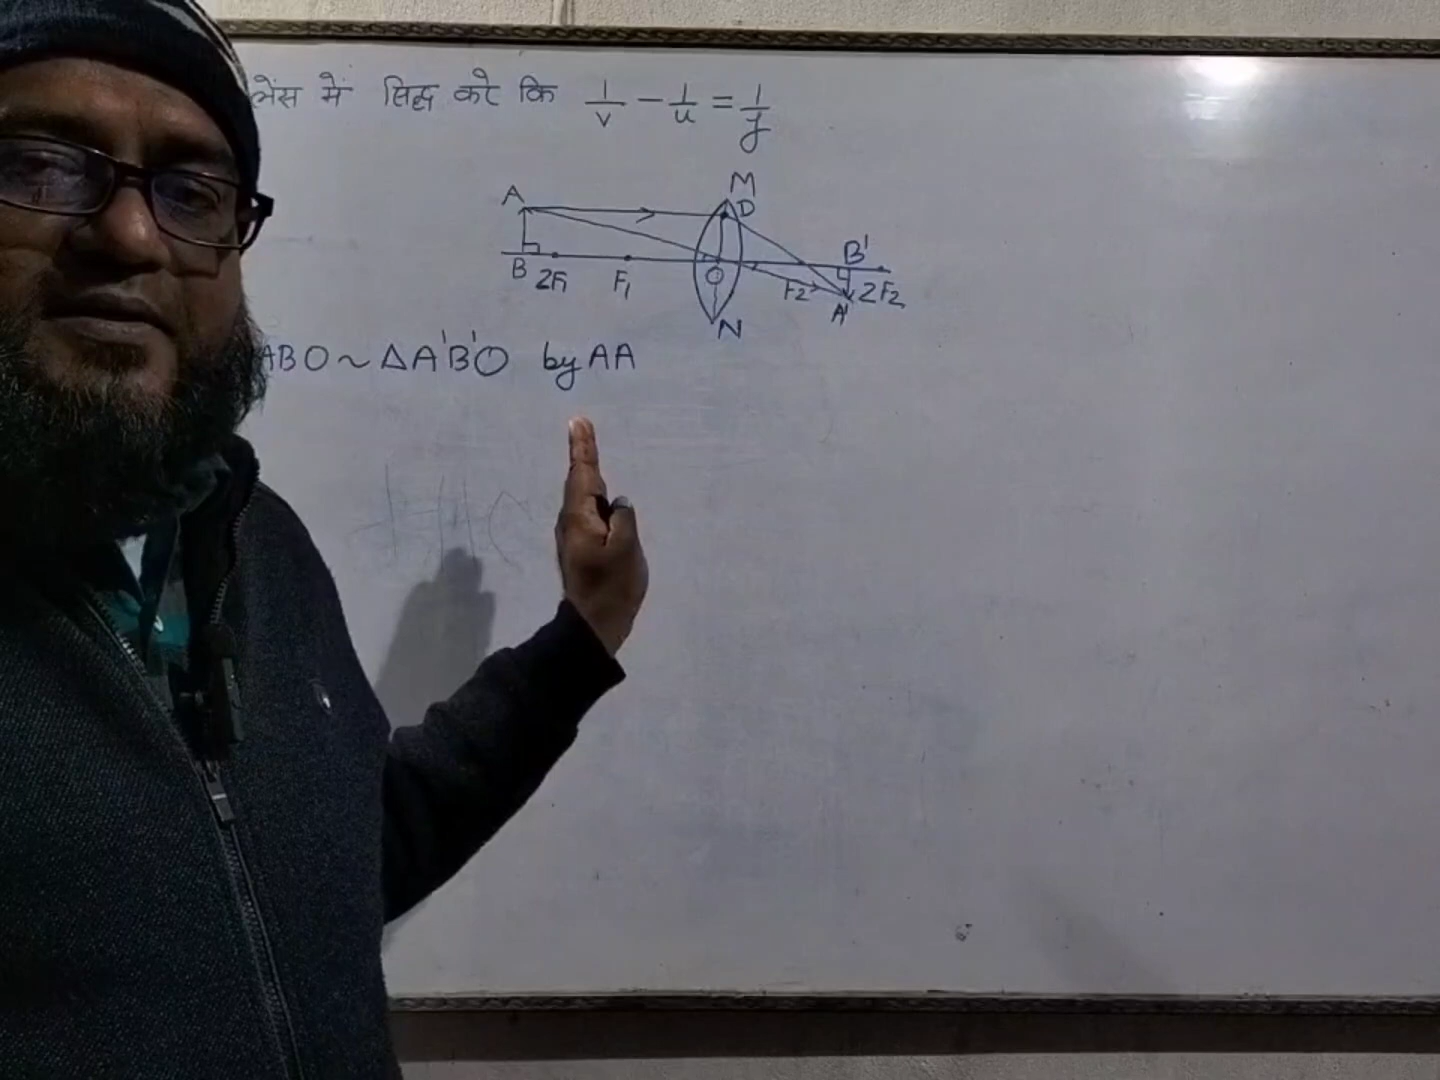 लेंस में सिद्ध करे कि 1/v - 1/u = 1/f
M
A
D
B'
B 2F1 F1 O F2 2F2
A'
N
ABO ~ ΔA'B'O by AA